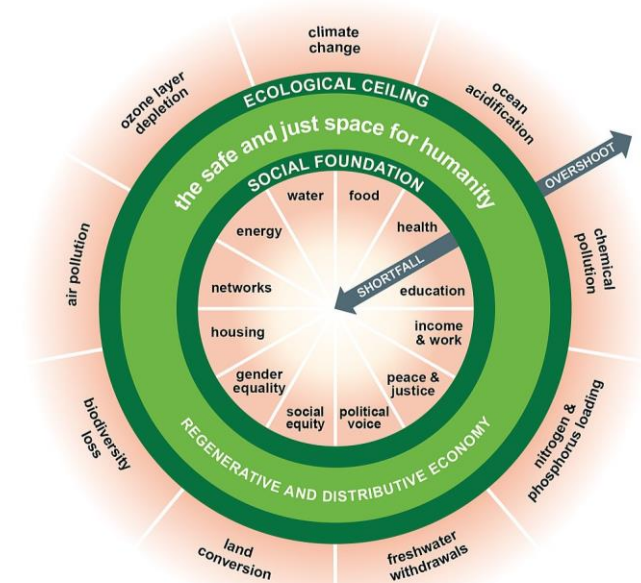 climate
change
ocean
acidification
chemical
pollution
nitrogen &
phosphorus loading
freshwater
withdrawals
land
conversion
biodiversity
loss
air pollution
ozone layer
depletion
ECOLOGICAL CEILING
the safe and just space for humanity
SOCIAL FOUNDATION
OVERSHOOT
SHORTFALL
water
food
health
education
income
& work
peace &
justice
political
voice
social
equity
gender
equality
housing
networks
energy
REGENERATIVE AND DISTRIBUTIVE ECONOMY